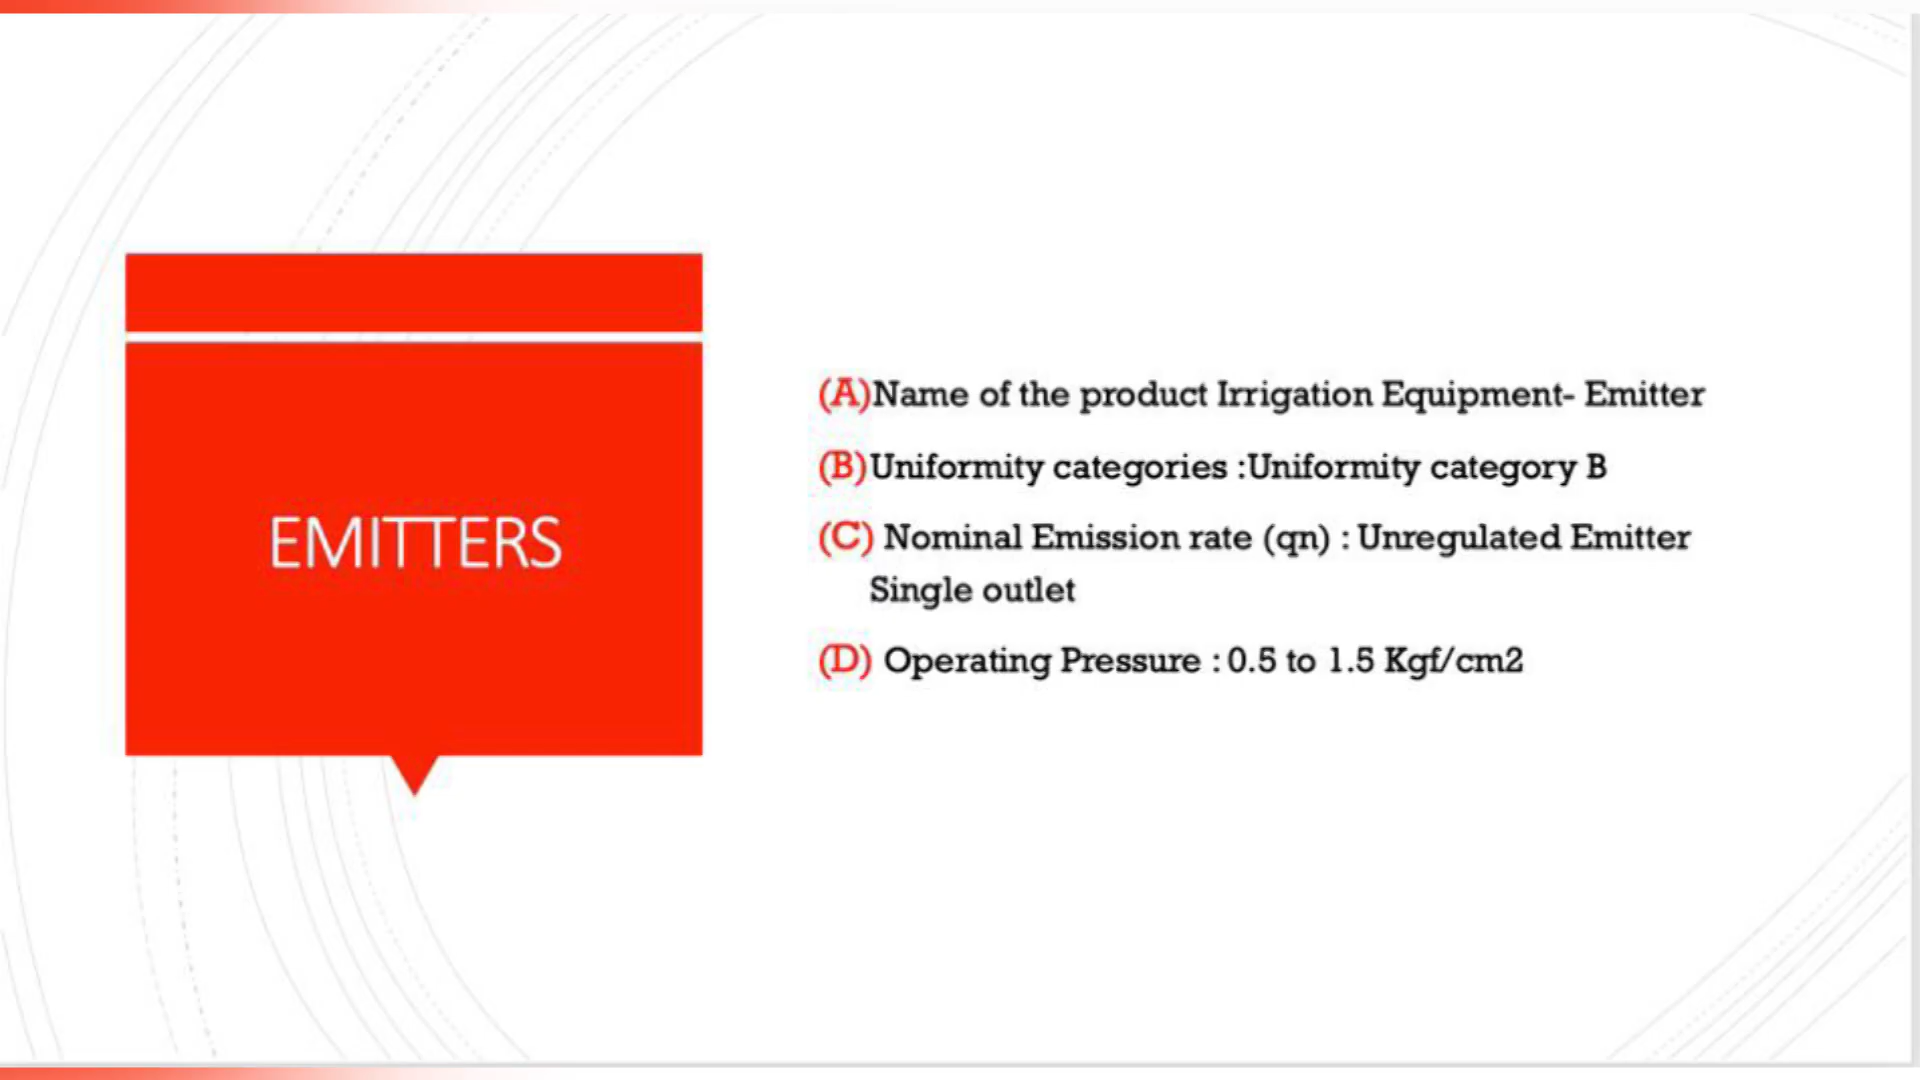 EMITTERS
(A)Name of the product Irrigation Equipment- Emitter
(B)Uniformity categories :Uniformity category B
(C) Nominal Emission rate (qn) : Unregulated Emitter
Single outlet
(D) Operating Pressure : 0.5 to 1.5 Kgf/cm2